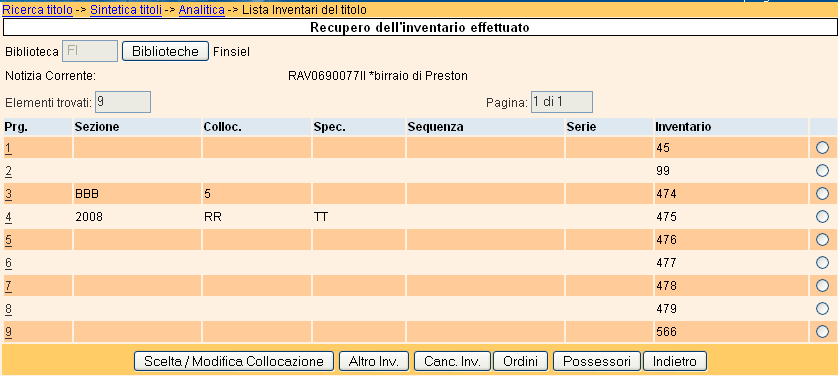 Ricerca titolo -> Sintetica titoli -> Analitica -> Lista Inventari del titolo
Recupero dell'inventario effettuato
Biblioteca FI Biblioteche Finsiel
Notizia Corrente: RAV0690077Il *birraio di Preston
Elementi trovati: 9 Pagina: 1 di 1
Prg. Sezione Colloc. Spec. Sequenza Serie Inventario
1 45
2 99
3 BBB 5 474
4 2008 RR TT 475
5 476
6 477
7 478
8 479
9 566
Scelta / Modifica Collocazione Altro Inv. Canc. Inv. Ordini Possessori Indietro